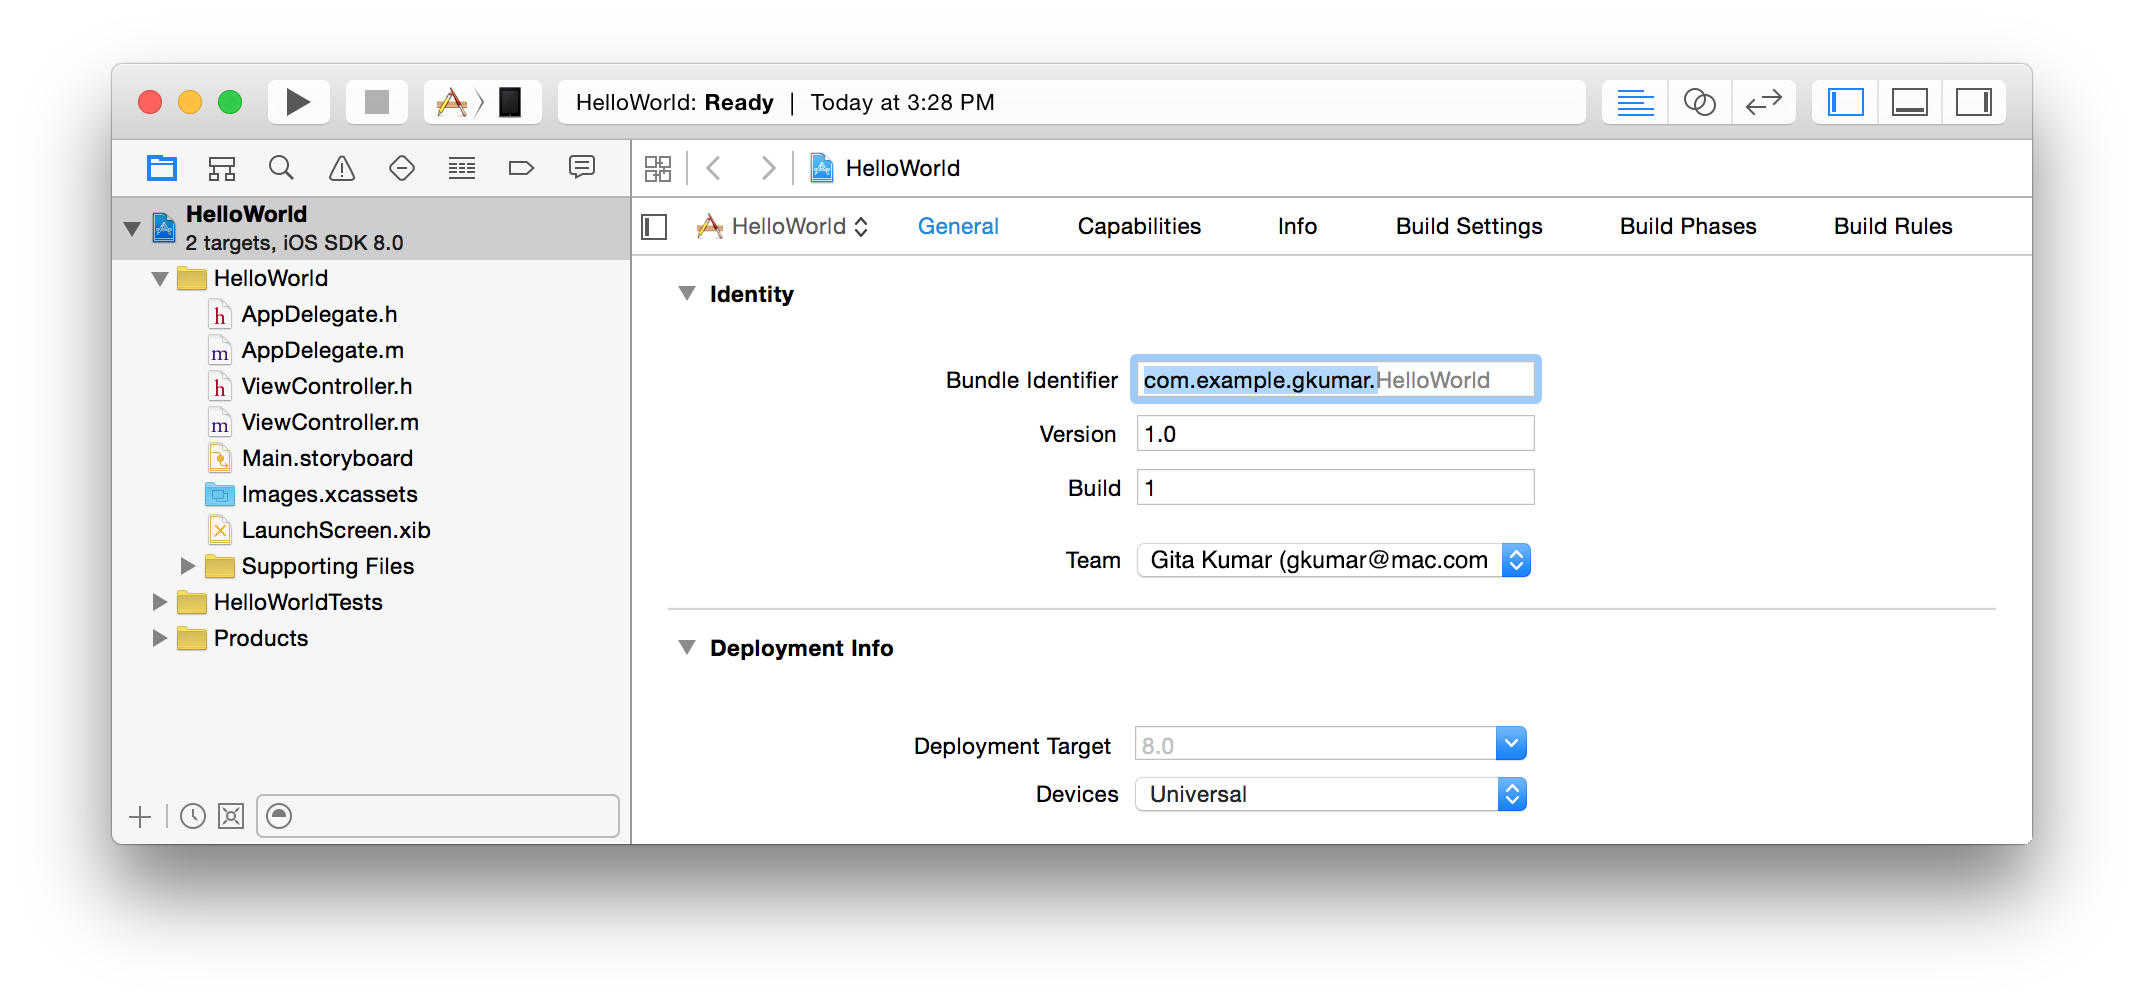 HelloWorld: Ready | Today at 3:28 PM
HelloWorld
HelloWorld
2 targets, iOS SDK 8.0
HelloWorld
h AppDelegate.h
m AppDelegate.m
h ViewController.h
m ViewController.m
Main.storyboard
Images.xcassets
LaunchScreen.xib
Supporting Files
HelloWorldTests
Products
HelloWorld General Capabilities Info Build Settings Build Phases Build Rules
Identity
Bundle Identifier com.example.gkumar.HelloWorld
Version 1.0
Build 1
Team Gita Kumar (gkumar@mac.com
Deployment Info
Deployment Target 8.0
Devices Universal